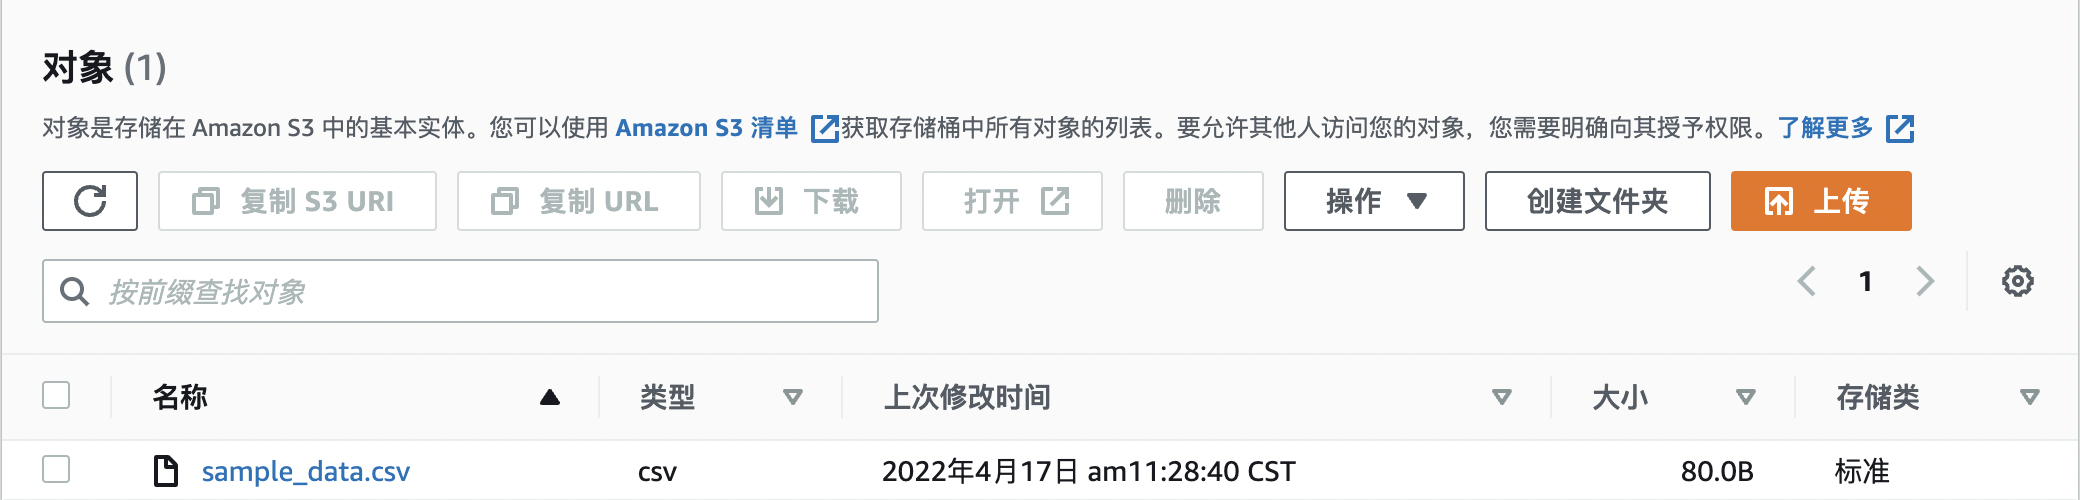 对象 (1)
对象是存储在 Amazon S3 中的基本实体。您可以使用 Amazon S3 清单 获取存储桶中所有对象的列表。要允许其他人访问您的对象，您需要明确向其授予权限。了解更多
复制 S3 URI 复制 URL 下载 打开 删除 操作 创建文件夹 上传
按前缀查找对象 1
名称 类型 上次修改时间 大小 存储类
sample_data.csv csv 2022年4月17日 am11:28:40 CST 80.0B 标准